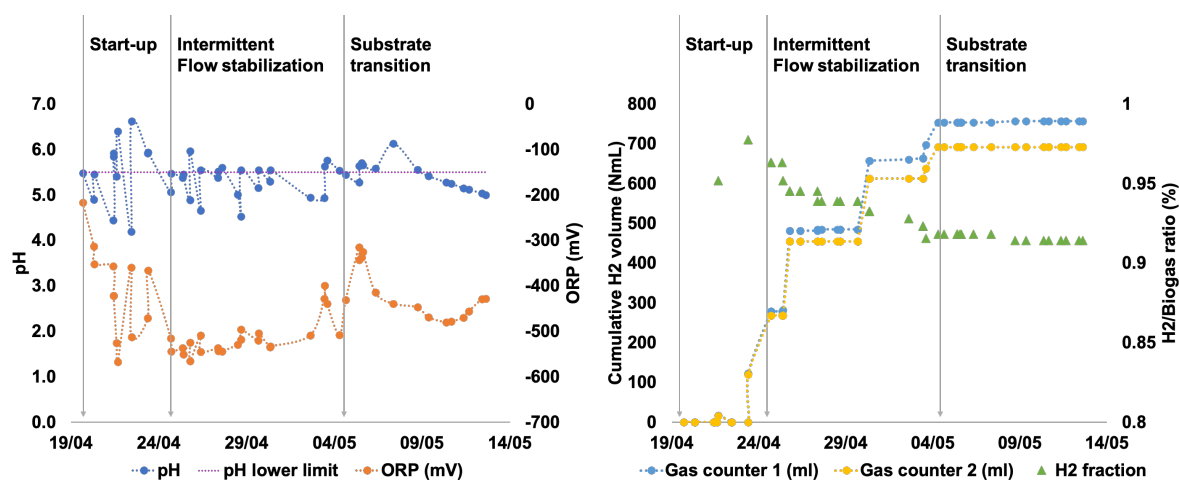 Start-up
Intermittent
Flow stabilization
Substrate
transition
7.0
6.0
5.0
4.0
3.0
2.0
1.0
0.0
pH
0
-100
-200
-300
-400
-500
-600
-700
ORP (mV)
19/04 24/04 29/04 04/05 09/05 14/05
pH pH lower limit ORP (mV)
Start-up
Intermittent
Flow stabilization
Substrate
transition
800
700
600
500
400
300
200
100
0
Cumulative H2 volume (NmL)
1
0.95
0.9
0.85
0.8
H2/Biogas ratio (%)
19/04 24/04 29/04 04/05 09/05 14/05
Gas counter 1 (ml) Gas counter 2 (ml) H2 fraction